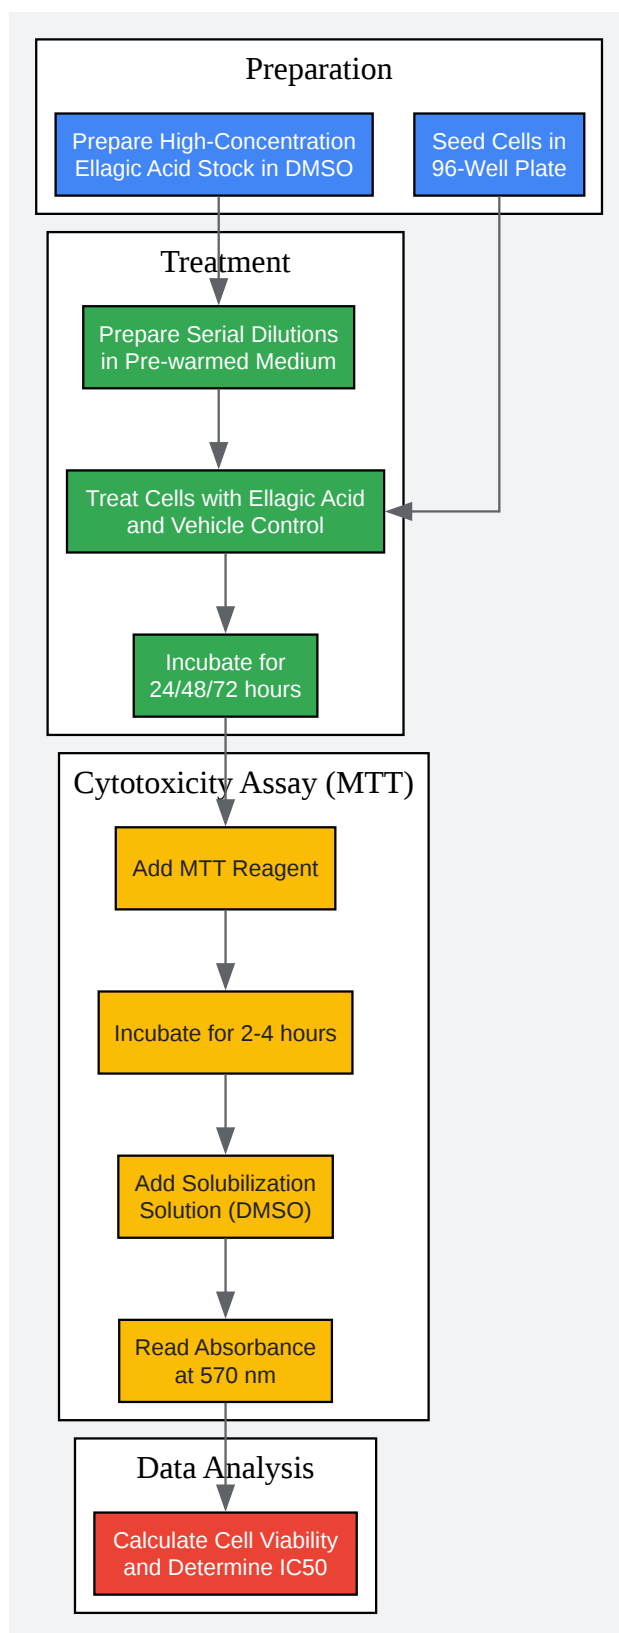 Preparation
Prepare High-Concentration
Ellagic Acid Stock in DMSO
Seed Cells in
96-Well Plate
Treatment
Prepare Serial Dilutions
in Pre-warmed Medium
Treat Cells with Ellagic Acid
and Vehicle Control
Incubate for
24/48/72 hours
Cytotoxicity Assay (MTT)
Add MTT Reagent
Incubate for 2-4 hours
Add Solubilization
Solution (DMSO)
Read Absorbance
at 570 nm
Data Analysis
Calculate Cell Viability
and Determine IC50